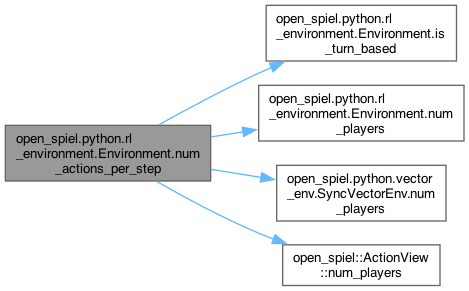 open_spiel.python.rl
_environment.Environment.is
_turn_based
open_spiel.python.rl
_environment.Environment.num
_players
open_spiel.python.rl
_environment.Environment.num
_actions_per_step
open_spiel.python.vector
_env.SyncVectorEnv.num
_players
open_spiel::ActionView
::num_players